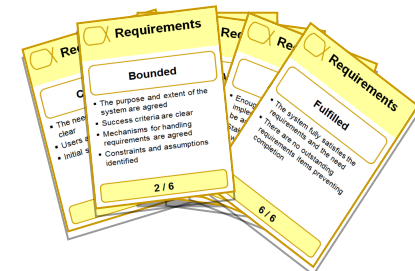 Requirements
Bounded
• The purpose and extent of the
system are agreed
• Success criteria are clear
• Mechanisms for handling
requirements are agreed
• Constraints and assumptions
identified
2 / 6
Re
C
• The nee
clear
• Users a
• Initial s
Re
Re
• Enoug
imple
be a
Requirements
Fulfilled
• The system fully satisfies the
requirements and the need
• There are no outstanding
requirements items preventing
completion
6 / 6